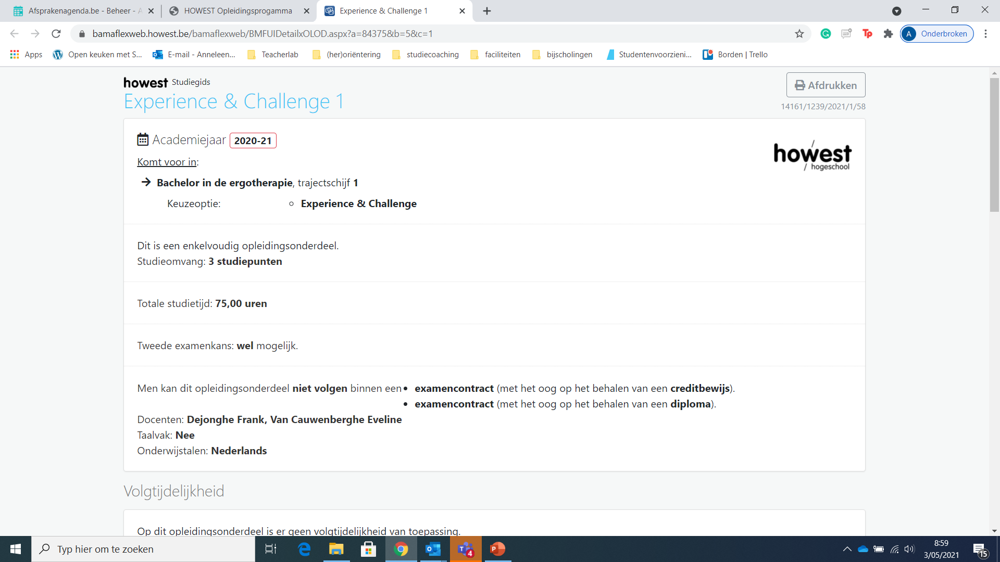 Afsprakenagenda.be - Beheer - A
HOWEST Opleidingsprogamma
Experience & Challenge 1
bamaflexweb.howest.be/bamaflexweb/BMFUIDetailxOLOD.aspx?a=84375&b=5&c=1
A Onderbroken
Apps
Open keuken met S...
E-mail - Anneleen...
Teacherlab
(her)oriëntering
studiecoaching
faciliteiten
bijscholingen
Studentenvoorzieni...
Borden | Trello
howest Studiegids
Experience & Challenge 1
Afdrukken
14161/1239/2021/1/58
Academiejaar 2020-21
howest
hogeschool
Komt voor in:
Bachelor in de ergotherapie, trajectschijf 1
Keuzeoptie: Experience & Challenge
Dit is een enkelvoudig opleidingsonderdeel.
Studieomvang: 3 studiepunten
Totale studietijd: 75,00 uren
Tweede examenkans: wel mogelijk.
Men kan dit opleidingsonderdeel niet volgen binnen een • examencontract (met het oog op het behalen van een creditbewijs).
• examencontract (met het oog op het behalen van een diploma).
Docenten: Dejonghe Frank, Van Cauwenberghe Eveline
Taalvak: Nee
Onderwijstalen: Nederlands
Volgtijdelijkheid
Op dit opleidingsonderdeel is er geen volgtijdelijkheid van toepassing.
Typ hier om te zoeken
4
8:59
3/05/2021
15